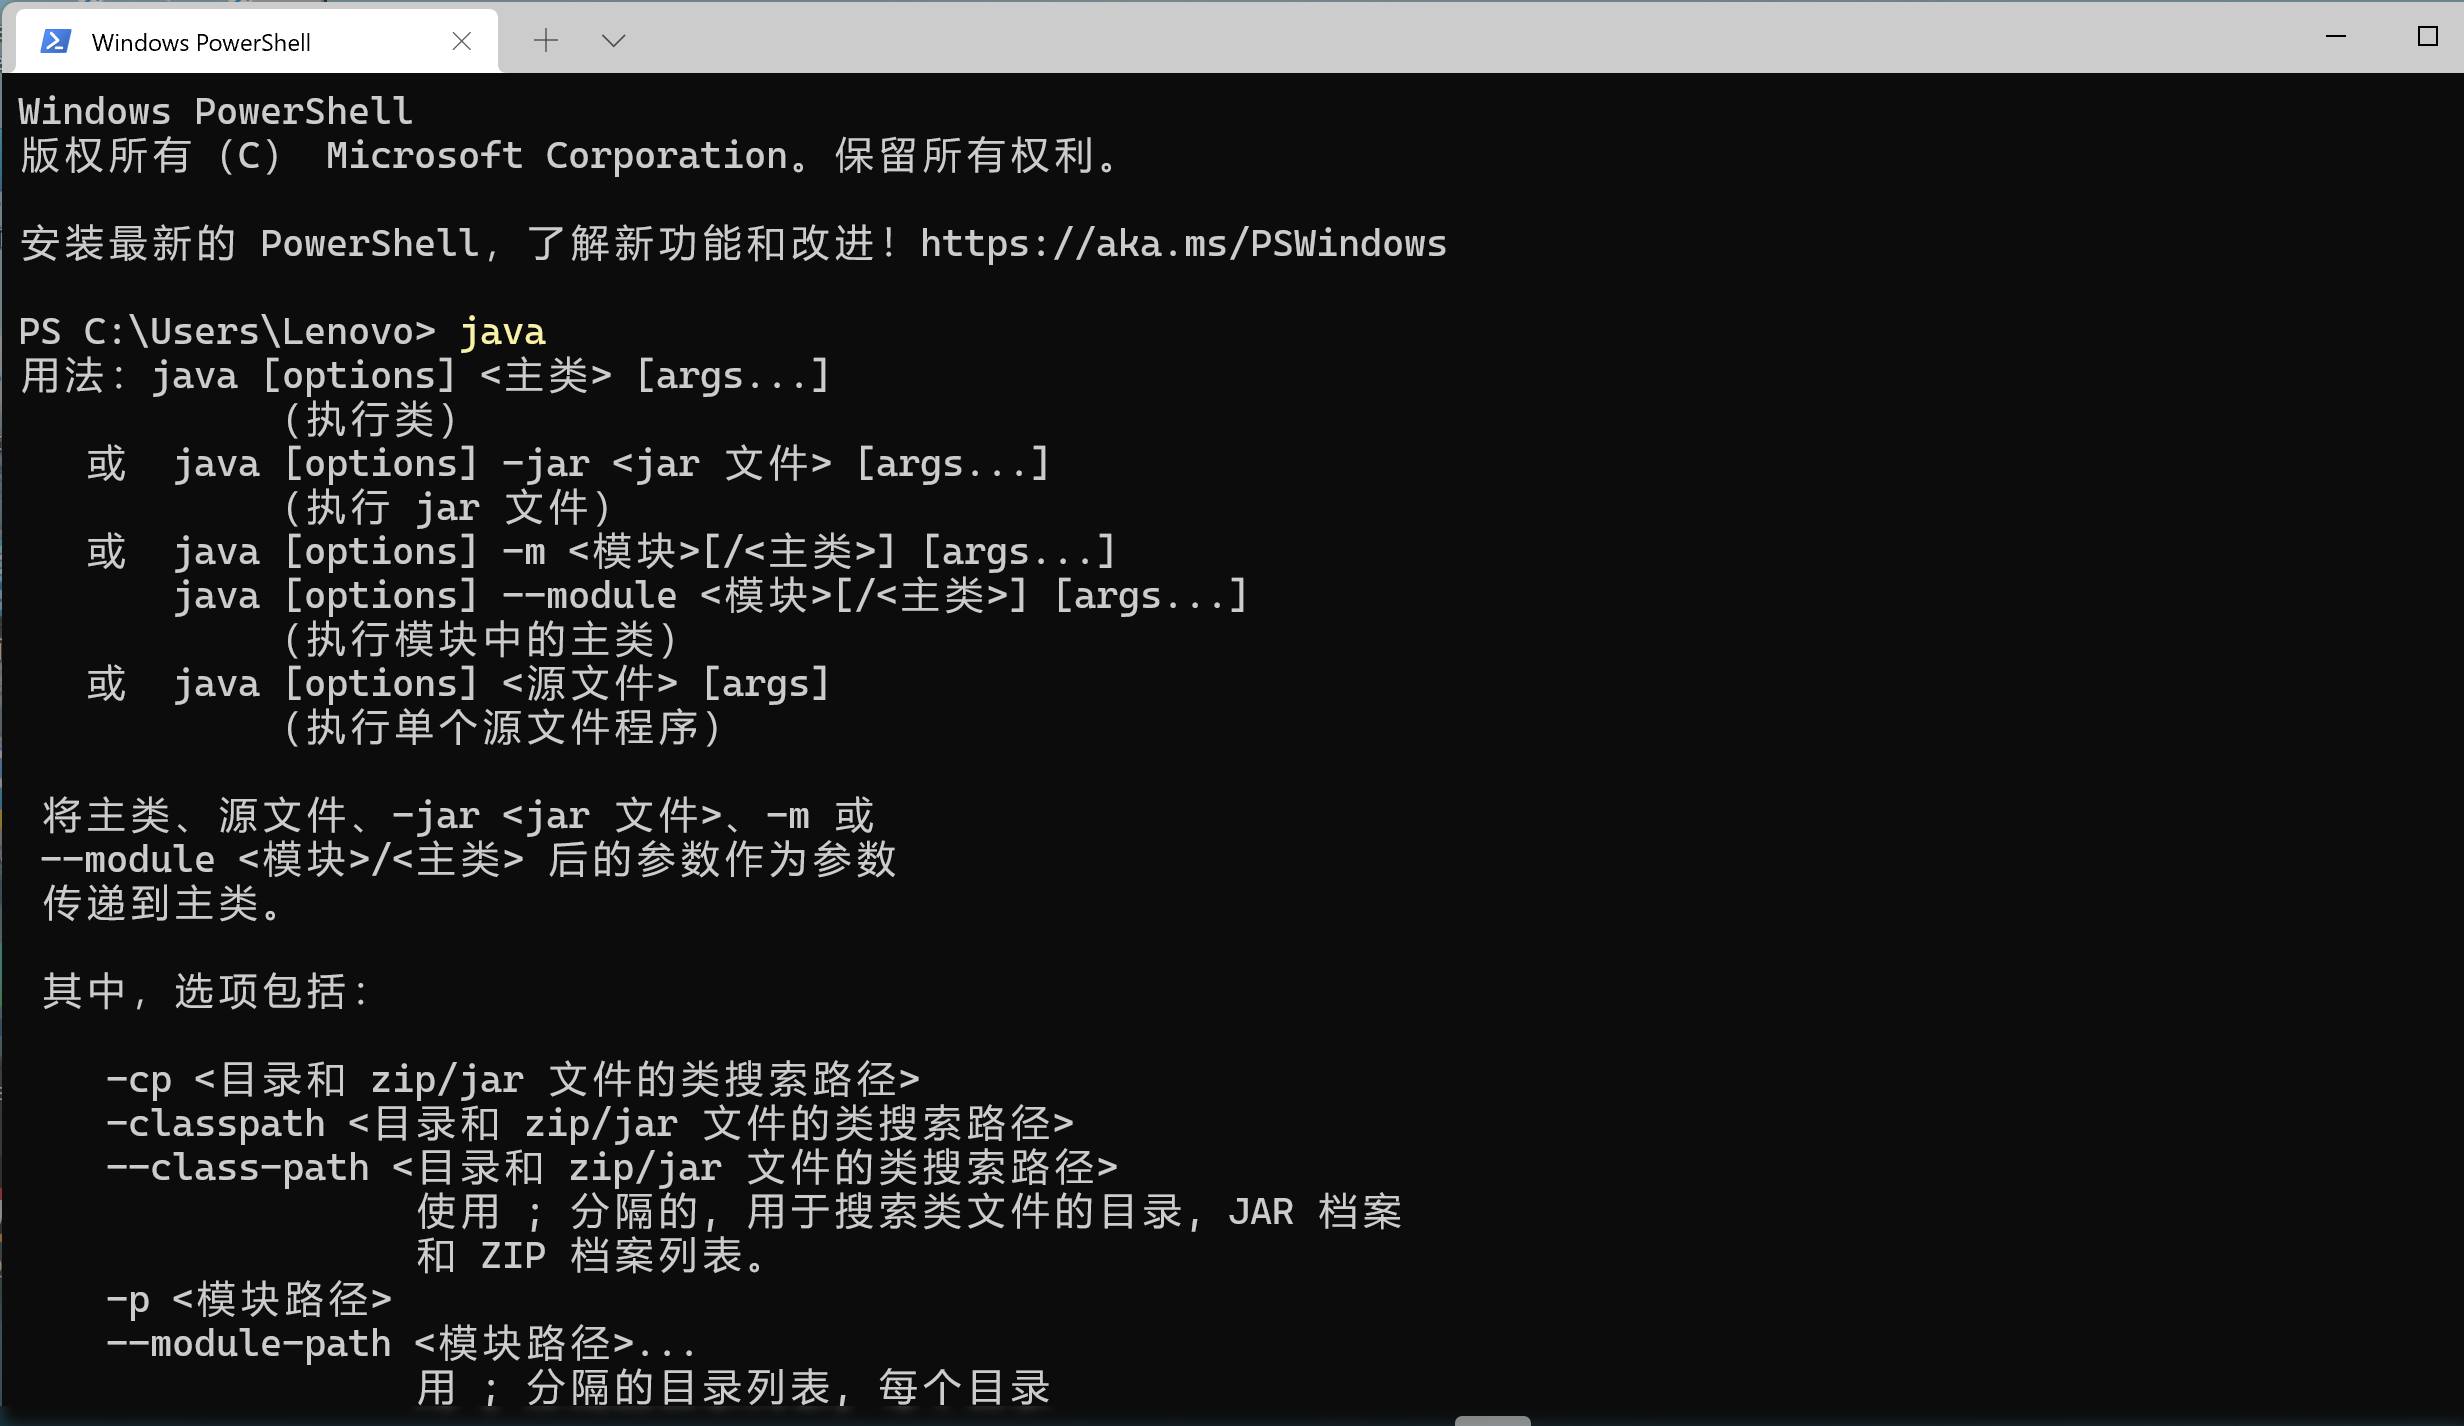 Windows PowerShell
Windows PowerShell
版权所有 (C) Microsoft Corporation。保留所有权利。
安装最新的 PowerShell，了解新功能和改进！https://aka.ms/PSWindows
PS C:\Users\Lenovo> java
用法：java [options] <主类> [args...]
(执行类)
或 java [options] -jar <jar 文件> [args...]
(执行 jar 文件)
或 java [options] -m <模块>[/<主类>] [args...]
java [options] --module <模块>[/<主类>] [args...]
(执行模块中的主类)
或 java [options] <源文件> [args]
(执行单个源文件程序)
将主类、源文件、-jar <jar 文件>、-m 或
--module <模块>/<主类> 后的参数作为参数
传递到主类。
其中，选项包括：
-cp <目录和 zip/jar 文件的类搜索路径>
-classpath <目录和 zip/jar 文件的类搜索路径>
--class-path <目录和 zip/jar 文件的类搜索路径>
使用 ; 分隔的, 用于搜索类文件的目录, JAR 档案
和 ZIP 档案列表。
-p <模块路径>
--module-path <模块路径>...
用 ; 分隔的目录列表, 每个目录